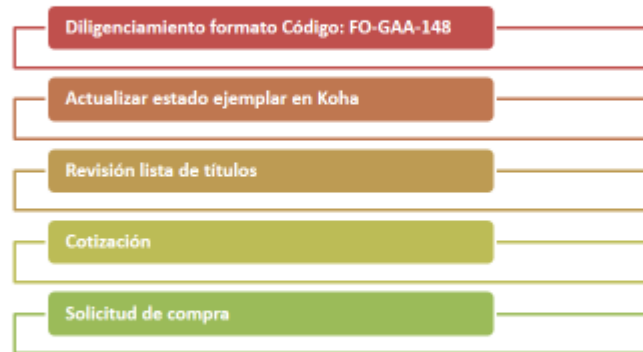 Diligenciamiento formato Código: FO-GAA-148
Actualizar estado ejemplar en Koha
Revisión lista de títulos
Cotización
Solicitud de compra